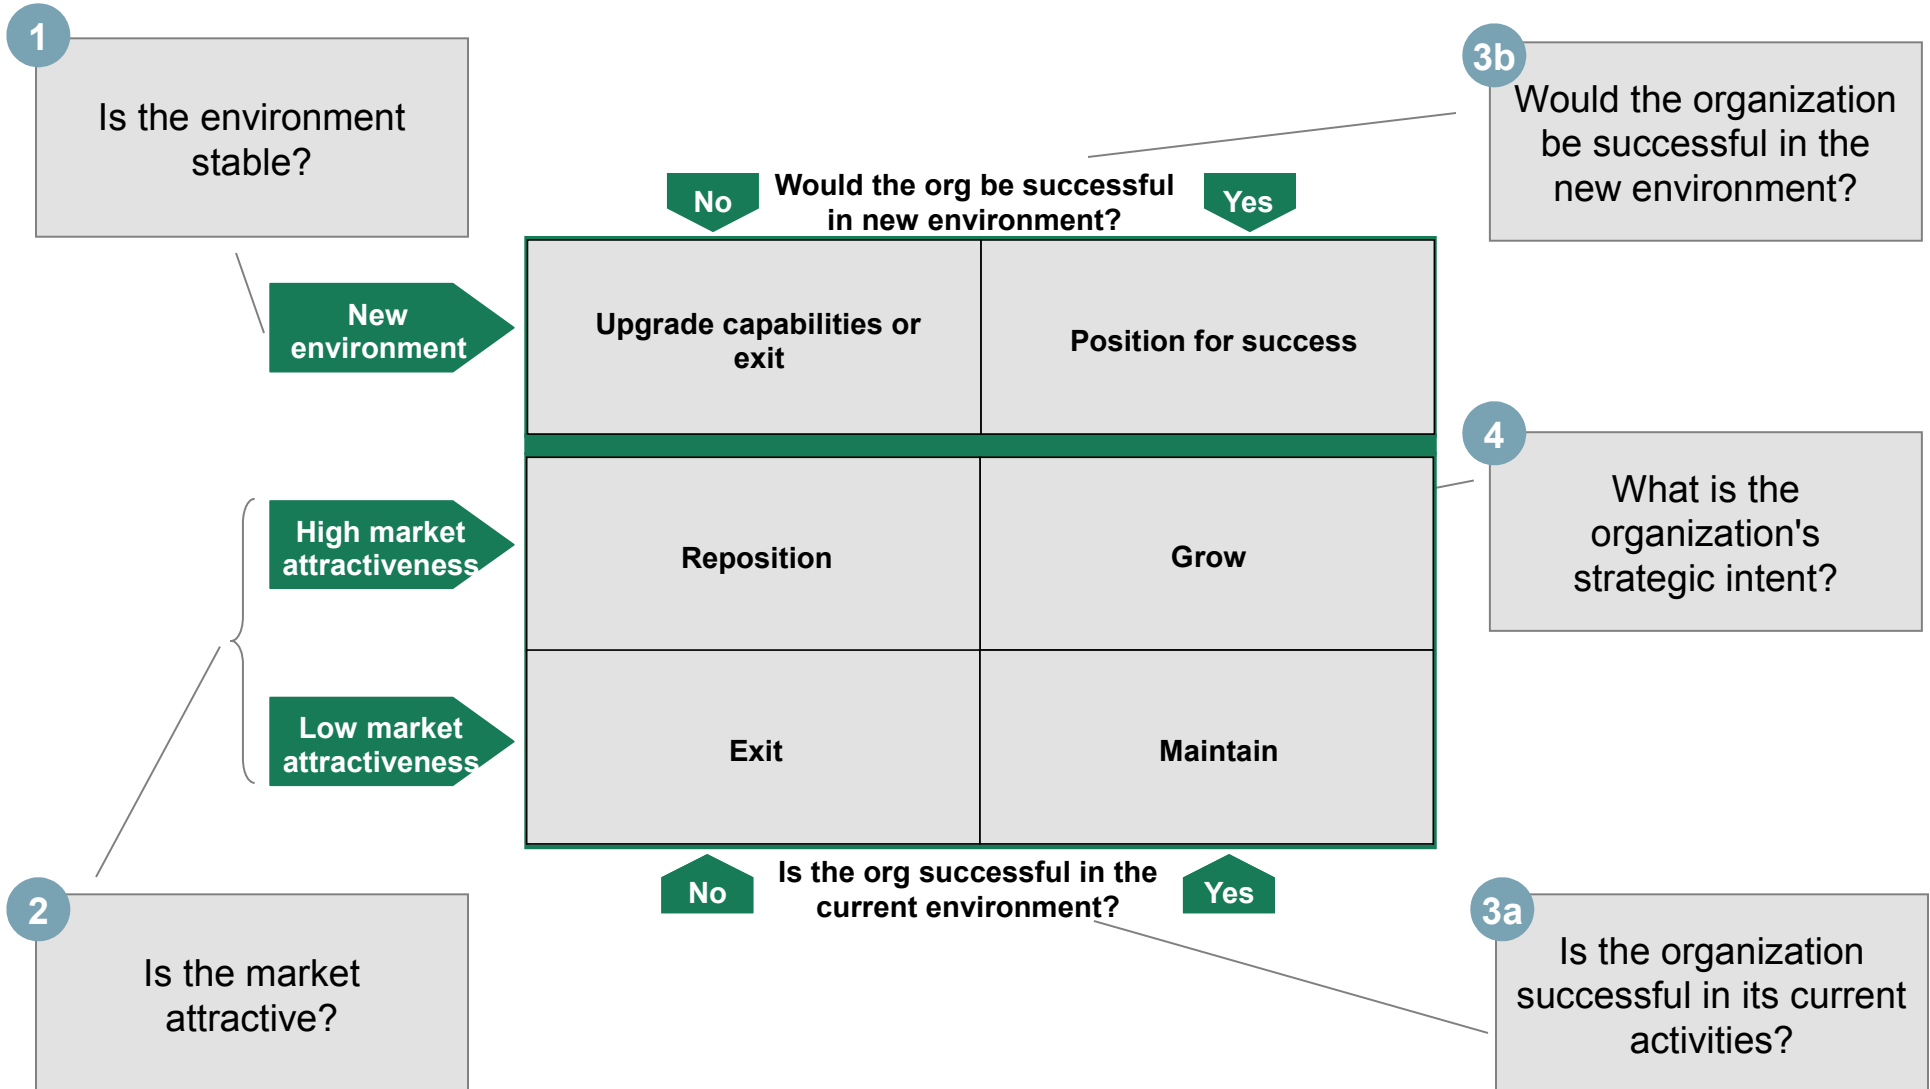 1
Is the environment
stable?
3b
Would the organization
be successful in the
new environment?
No
Would the org be successful
in new environment?
Yes
New
environment
Upgrade capabilities or
exit
Position for success
4
What is the
organization's
strategic intent?
High market
attractiveness
Reposition
Grow
Low market
attractiveness
Exit
Maintain
No
Is the org successful in the
current environment?
Yes
2
Is the market
attractive?
3a
Is the organization
successful in its current
activities?